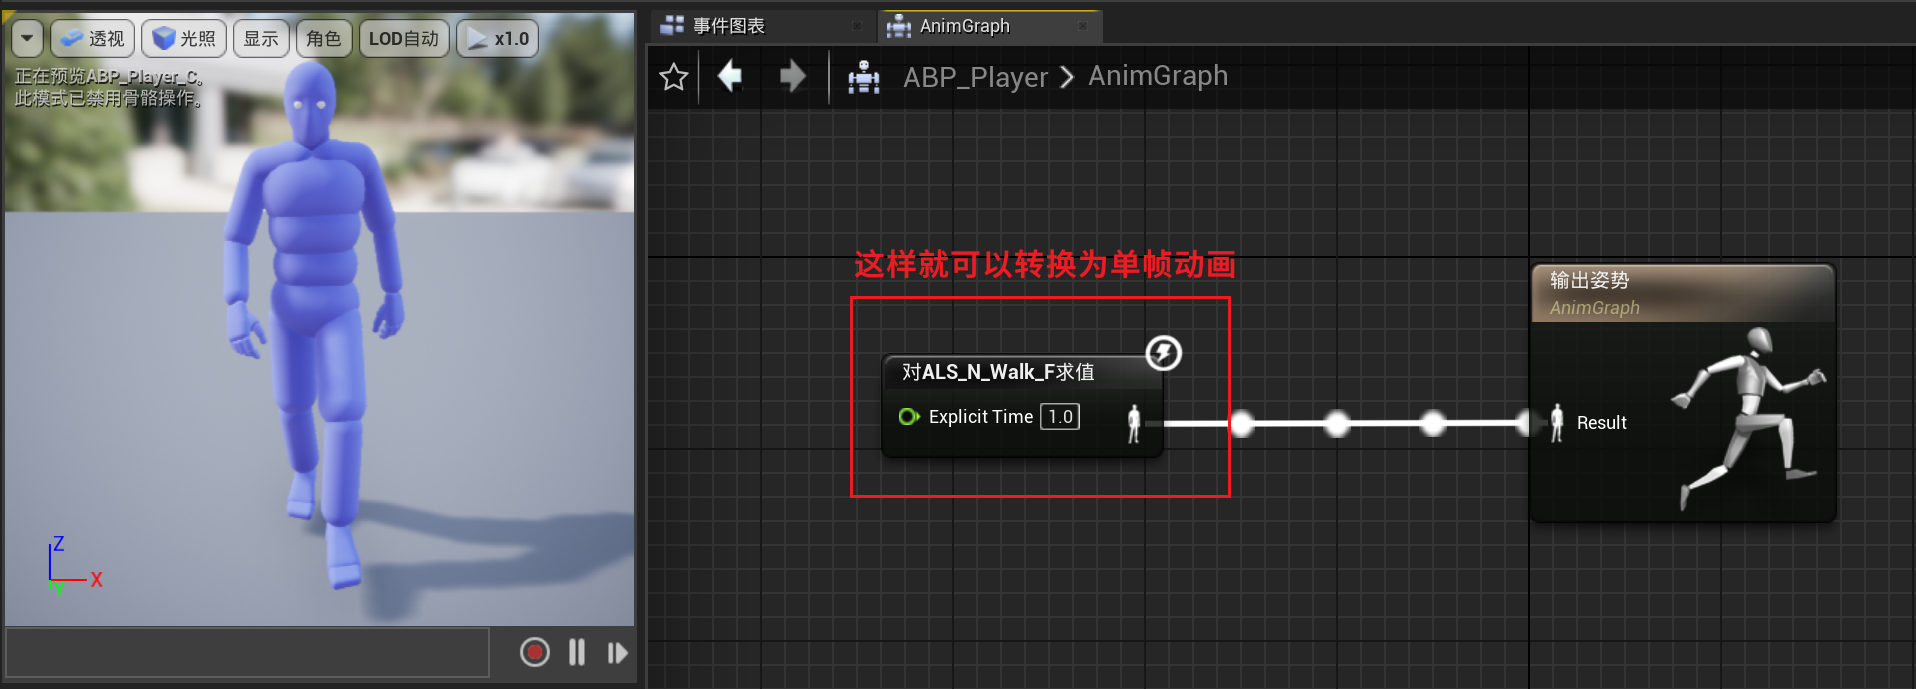 透视
光照
显示
角色
LOD自动
x1.0
正在预览ABP_Player_C。
此模式已禁用骨骼操作。
Z
X
Y
事件图表
AnimGraph
ABP_Player
AnimGraph
这样就可以转换为单帧动画
对ALS_N_Walk_F求值
Explicit Time 1.0
输出姿势
AnimGraph
Result